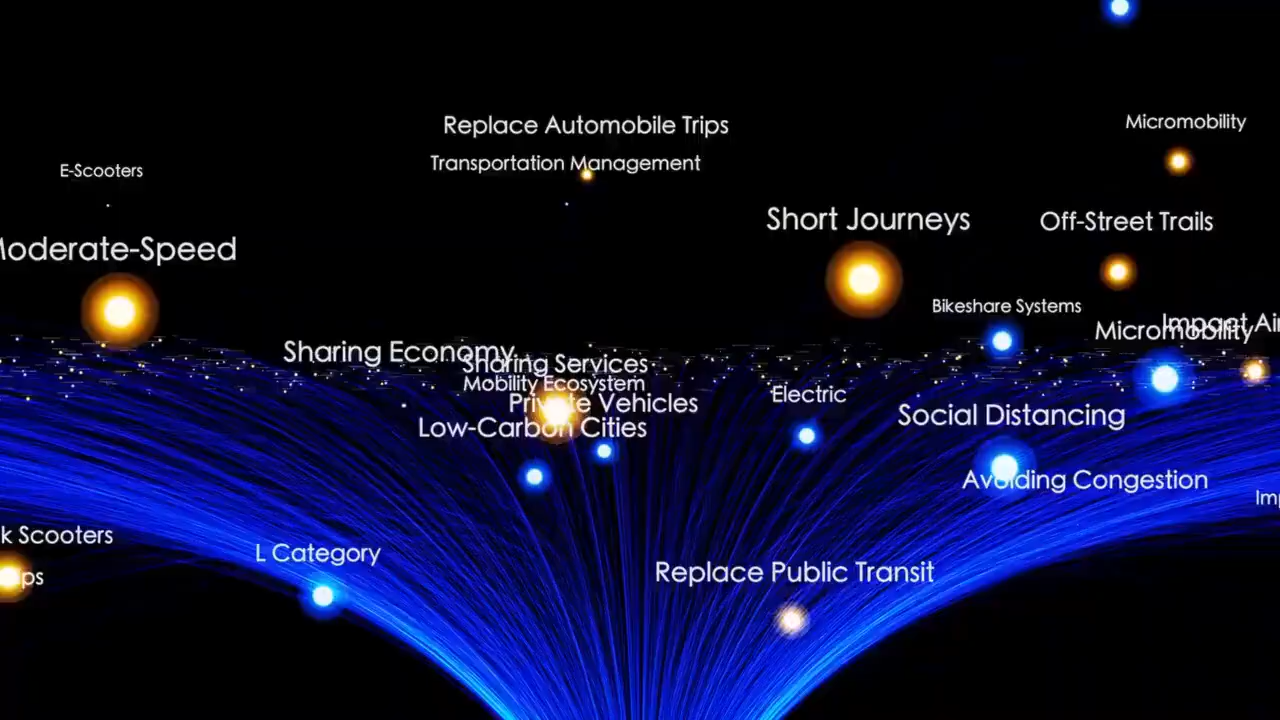 Replace Automobile Trips
Micromobility
Transportation Management
E-Scooters
Short Journeys
Off-Street Trails
Moderate-Speed
Bikeshare Systems
Impact Air
Micromobility
Sharing Economy
Sharing Services
Mobility Ecosystem
Electric
Private Vehicles
Social Distancing
Low-Carbon Cities
Avoiding Congestion
k Scooters
L Category
Replace Public Transit